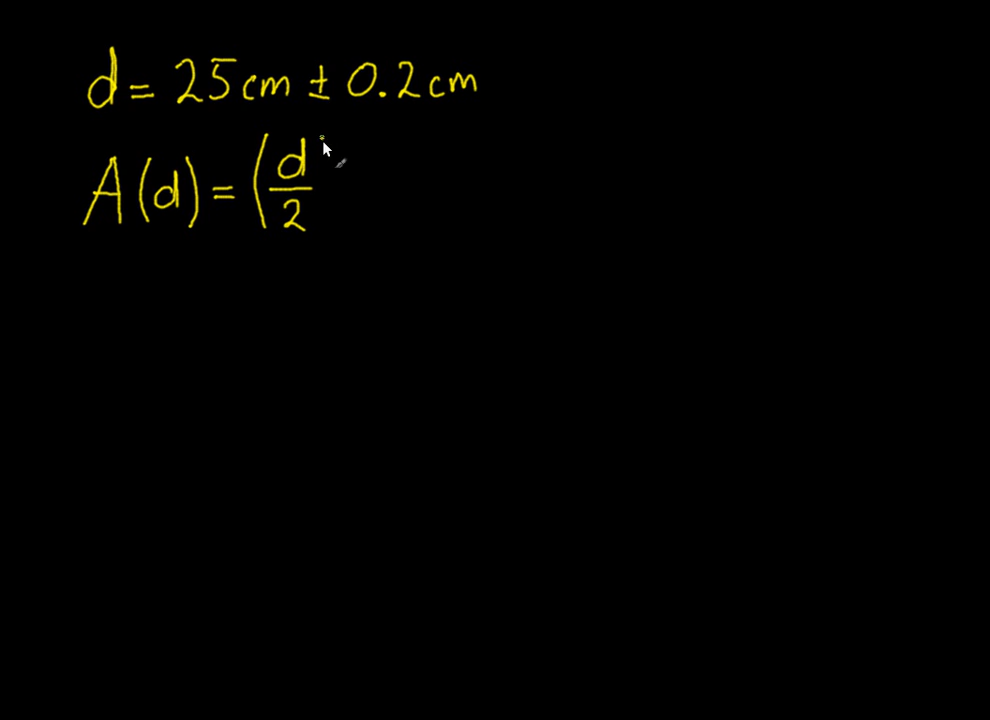 d = 25cm ± 0.2cm
A(d) = (d/2